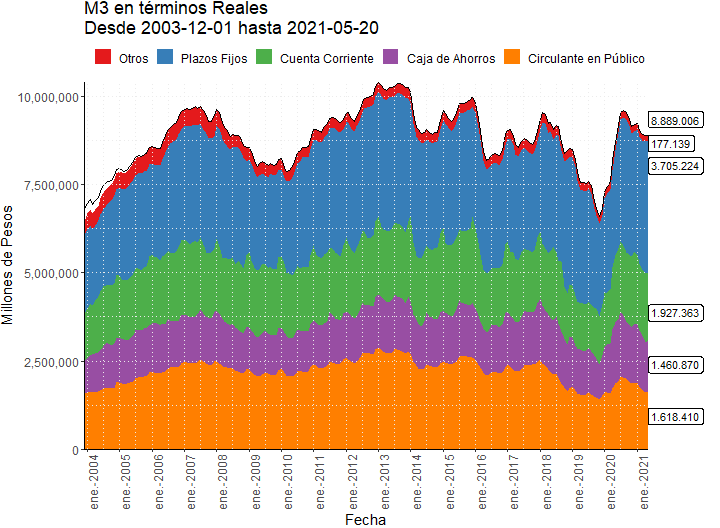 M3 en términos Reales
Desde 2003-12-01 hasta 2021-05-20
Otros Plazos Fijos Cuenta Corriente Caja de Ahorros Circulante en Público
Millones de Pesos
10,000,000
7,500,000
5,000,000
2,500,000
0
8.889.006
177.139
3.705.224
1.927.363
1.460.870
1.618.410
ene.-2004 ene.-2005 ene.-2006 ene.-2007 ene.-2008 ene.-2009 ene.-2010 ene.-2011 ene.-2012 ene.-2013 ene.-2014 ene.-2015 ene.-2016 ene.-2017 ene.-2018 ene.-2019 ene.-2020 ene.-2021
Fecha